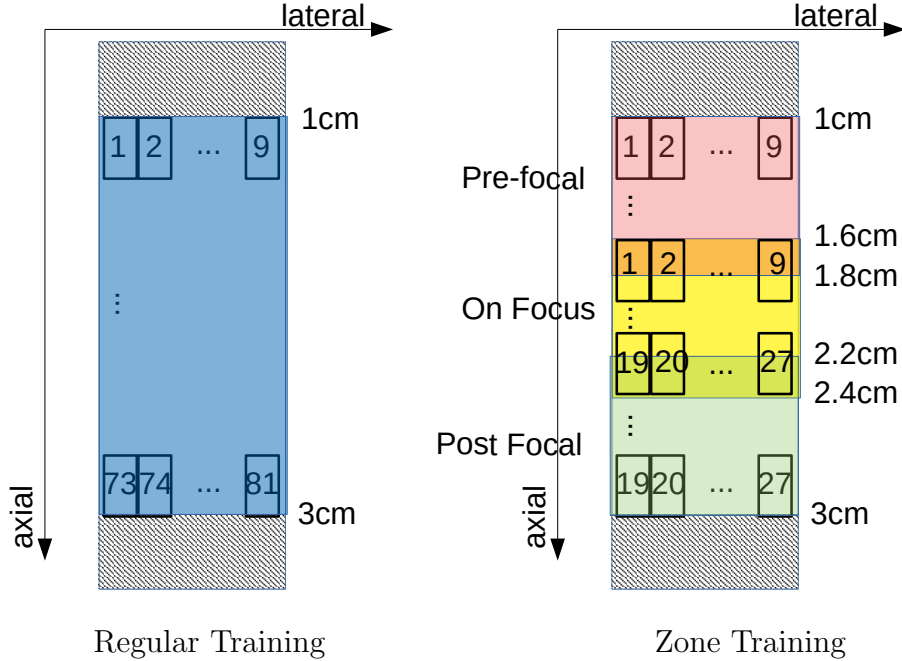 lateral
1cm
1 2 ... 9
...
73 74 ... 81
3cm
axial
Regular Training
lateral
1cm
1 2 ... 9
Pre-focal
...
1.6cm
1 2 ... 9
1.8cm
On Focus
...
2.2cm
19 20 ... 27
2.4cm
...
Post Focal
19 20 ... 27
3cm
axial
Zone Training